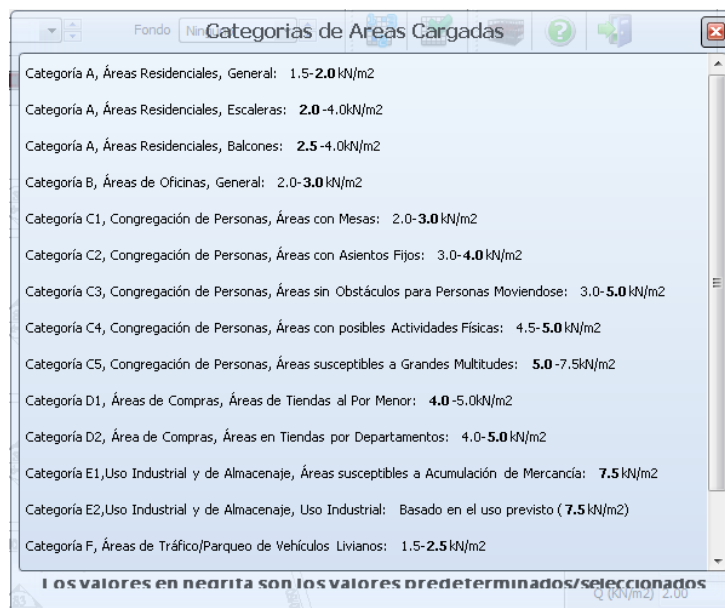 Fondo
Categorias de Areas Cargadas
Categoría A, Áreas Residenciales, General: 1.5-2.0 kN/m2
Categoría A, Áreas Residenciales, Escaleras: 2.0 -4.0kN/m2
Categoría A, Áreas Residenciales, Balcones: 2.5 -4.0kN/m2
Categoría B, Áreas de Oficinas, General: 2.0-3.0 kN/m2
Categoría C1, Congregación de Personas, Áreas con Mesas: 2.0-3.0 kN/m2
Categoría C2, Congregación de Personas, Áreas con Asientos Fijos: 3.0-4.0 kN/m2
Categoría C3, Congregación de Personas, Áreas sin Obstáculos para Personas Moviendose: 3.0-5.0 kN/m2
Categoría C4, Congregación de Personas, Áreas con posibles Actividades Físicas: 4.5-5.0 kN/m2
Categoría C5, Congregación de Personas, Áreas susceptibles a Grandes Multitudes: 5.0 -7.5kN/m2
Categoría D1, Áreas de Compras, Áreas de Tiendas al Por Menor: 4.0 -5.0kN/m2
Categoría D2, Área de Compras, Áreas en Tiendas por Departamentos: 4.0-5.0 kN/m2
Categoría E1,Uso Industrial y de Almacenaje, Áreas susceptibles a Acumulación de Mercancía: 7.5 kN/m2
Categoría E2,Uso Industrial y de Almacenaje, Uso Industrial: Basado en el uso previsto ( 7.5 kN/m2)
Categoría F, Áreas de Tráfico/Parqueo de Vehículos Livianos: 1.5-2.5 kN/m2
Los valores en negrita son los valores predeterminados/seleccionados
Q (KN/m2) 2.00